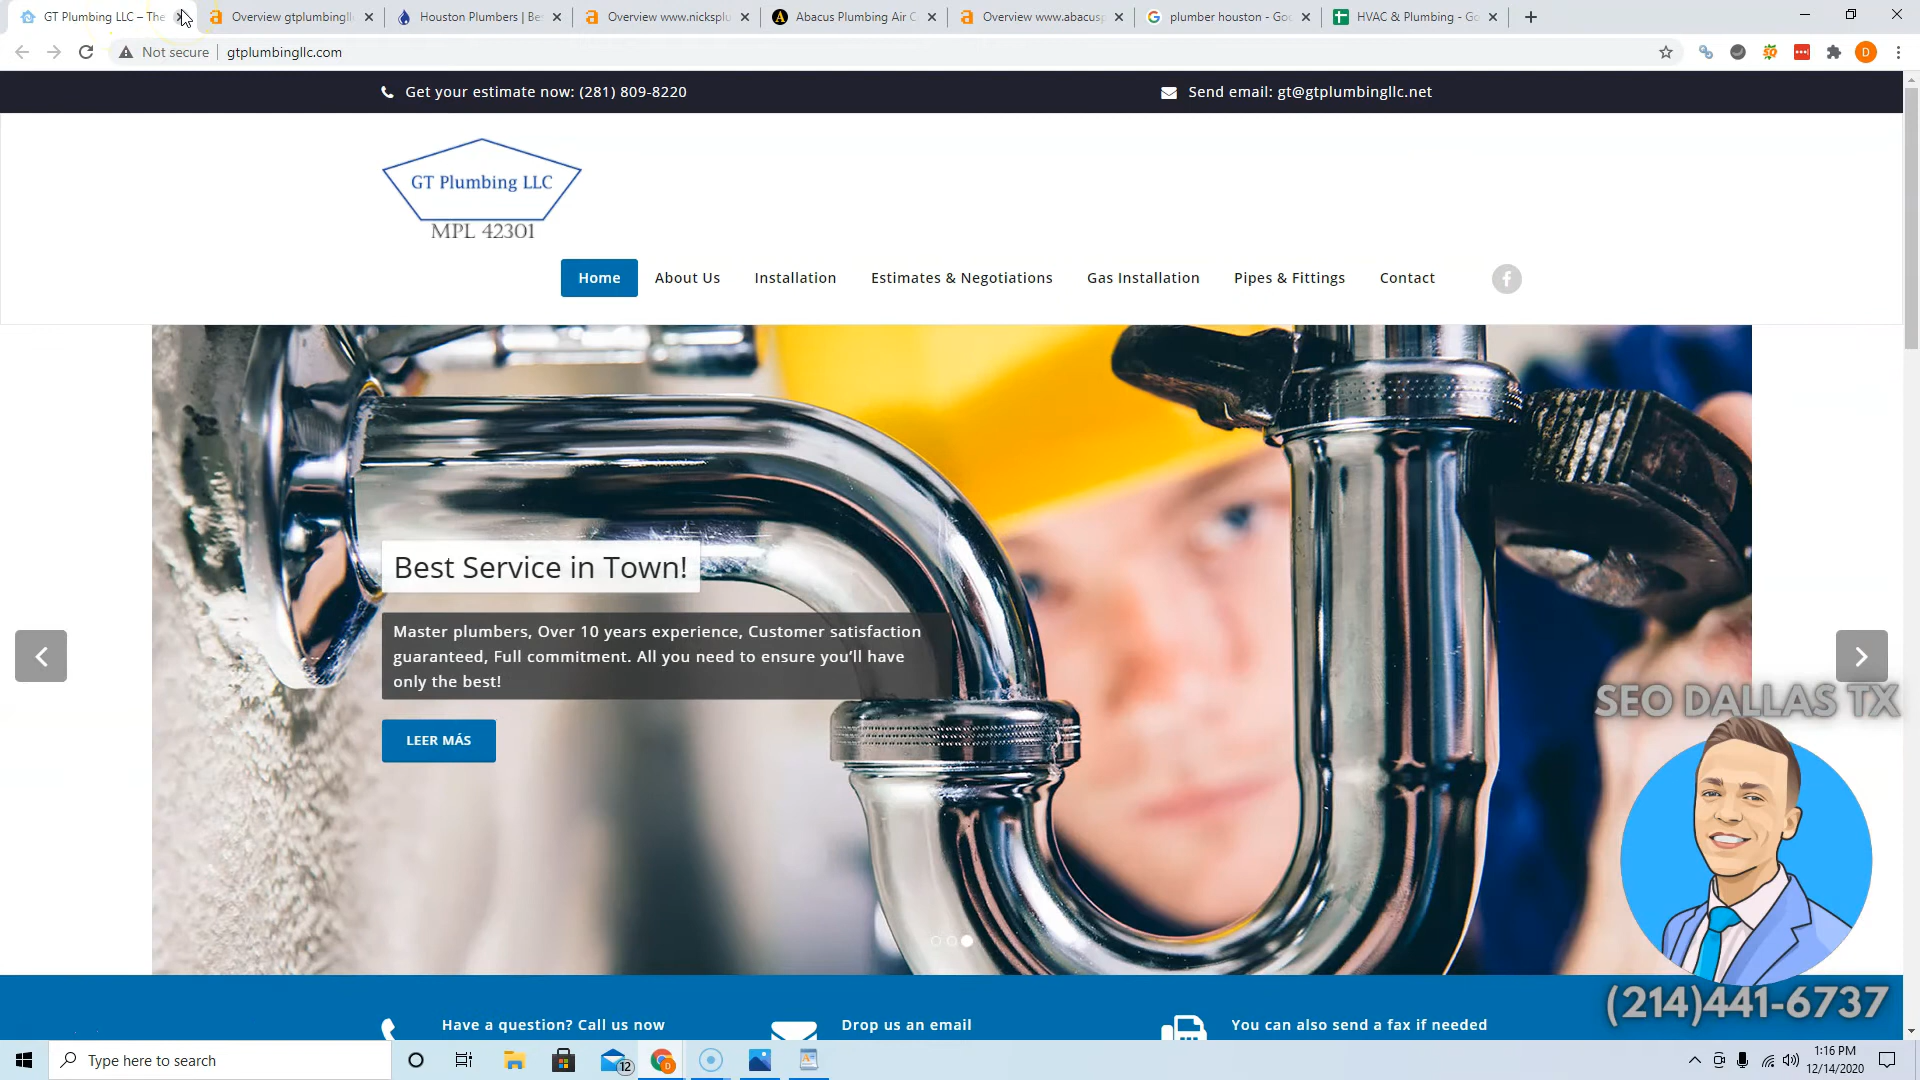 GT Plumbing LLC – The
Overview gtplumbingll
Houston Plumbers | Be
Overview www.nicksplu
Abacus Plumbing Air C
Overview www.abacus
plumber houston - Goo
HVAC & Plumbing - Go
Not secure
gtplumbingllc.com
D
Get your estimate now: (281) 809-8220
Send email: gt@gtplumbingllc.net
GT Plumbing LLC
MPL 42301
Home
About Us
Installation
Estimates & Negotiations
Gas Installation
Pipes & Fittings
Contact
Best Service in Town!
Master plumbers, Over 10 years experience, Customer satisfaction
guaranteed, Full commitment. All you need to ensure you’ll have
only the best!
LEER MÁS
SEO DALLAS TX
(214)441-6737
Have a question? Call us now
Drop us an email
You can also send a fax if needed
Type here to search
12
1:16 PM
12/14/2020